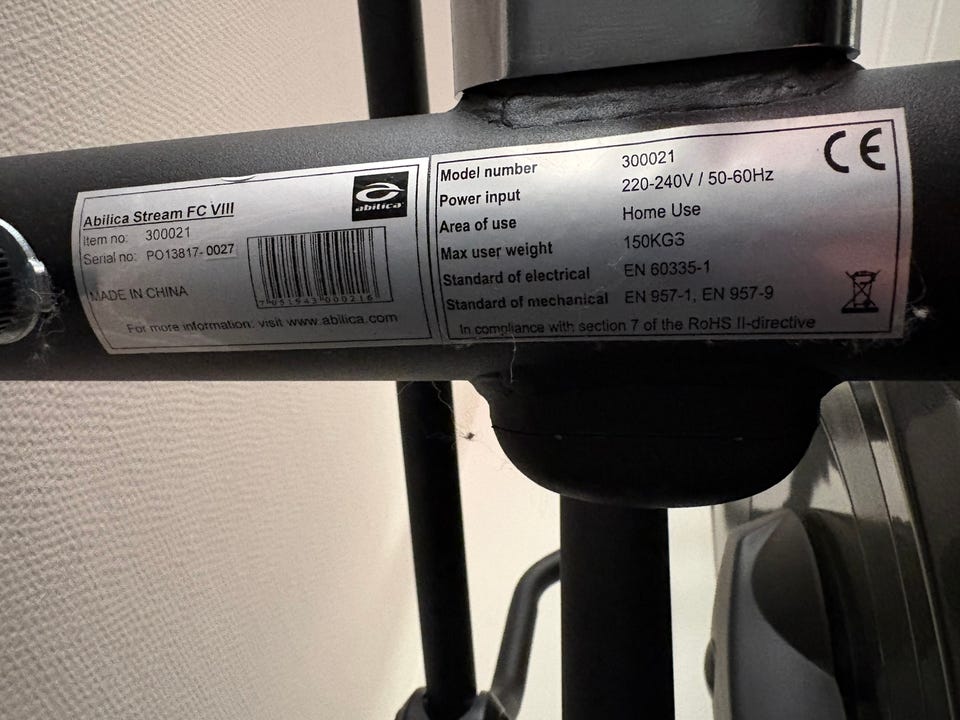 Abilica Stream FC VIII
Item no: 300021
Serial no: PO13817-0027
MADE IN CHINA
For more information: visit www.abilica.com
abilica
7 051543 000216
Model number 300021
Power input 220-240V / 50-60Hz
Area of use Home Use
Max user weight 150KGS
Standard of electrical EN 60335-1
Standard of mechanical EN 957-1, EN 957-9
In compliance with section 7 of the RoHS II-directive
CE